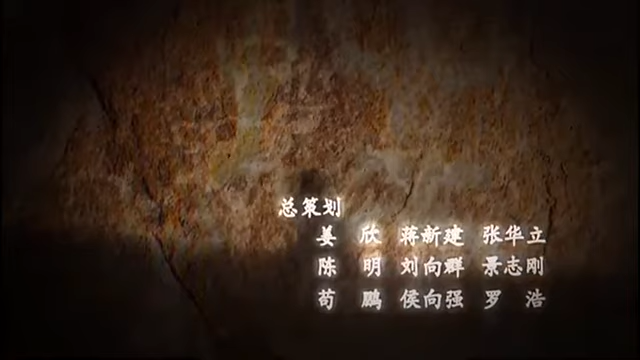 总策划
姜 欣 蒋新建 张华立
陈 明 刘向群 景志刚
苟 鹏 侯向强 罗 浩